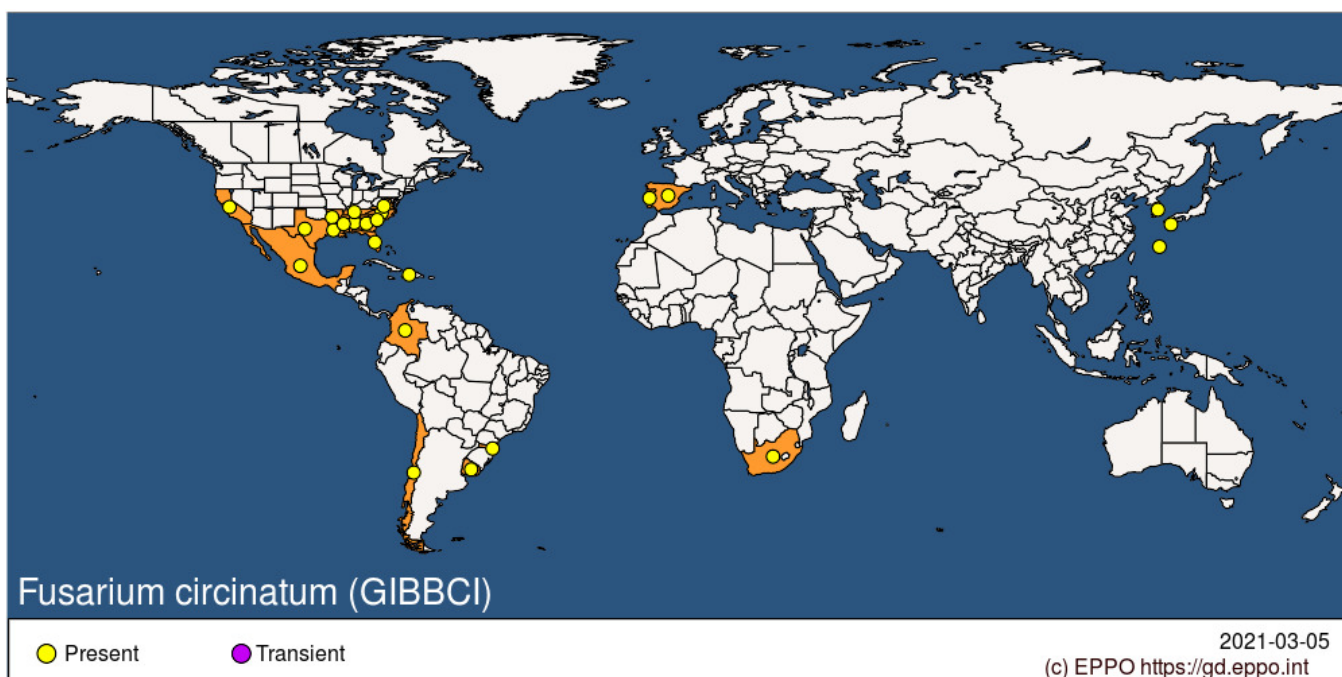 Fusarium circinatum (GIBBCI)
Present
Transient
2021-03-05
(c) EPPO https://gd.eppo.int